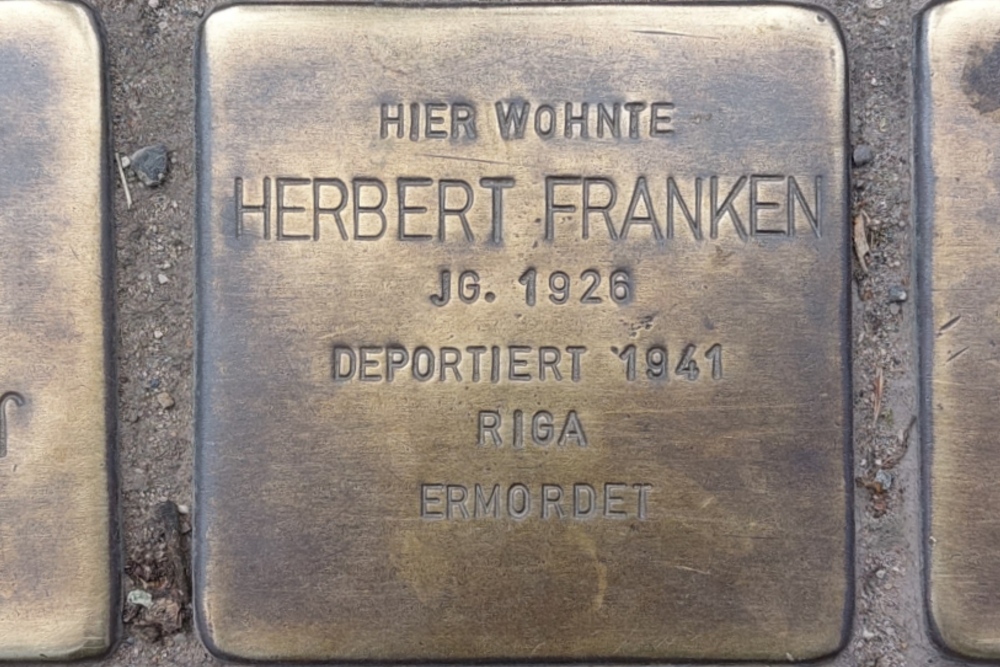 HIER WOHNTE
HERBERT FRANKEN
JG. 1926
DEPORTIERT 1941
RIGA
ERMORDET